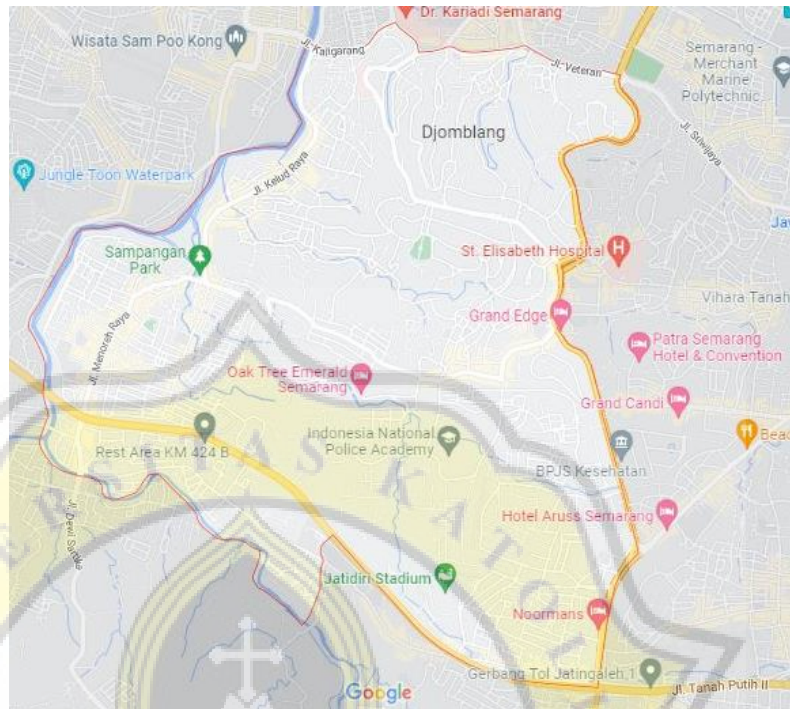 Dr. Kariadi Semarang
Wisata Sam Poo Kong
Jl. Kaligarang
Jl. Veteran
Semarang -
Merchant
Marine
Polytechnic
Djomblang
Jl. Sriwijaya
Jungle Toon Waterpark
Jl. Kelud Raya
Sampangan
Park
St. Elisabeth Hospital
H
Vihara Tanah
Grand Edge
Jl. Menoreh Raya
Patra Semarang
Hotel & Convention
Oak Tree Emerald
Semarang
Grand Candi
Rest Area KM 424 B
Indonesia National
Police Academy
BPJS Kesehatan
ERSITAS KATOL
Jl. Dewi Sartika
Hotel Aruss Semarang
Jatidiri Stadium
Noormans
Gerbang Tol Jatingaleh 1
Google
Jl. Tanah Putih II